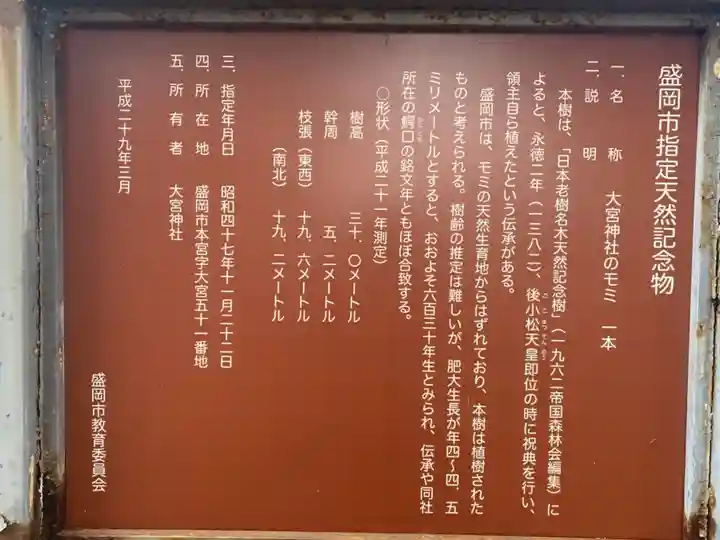 盛岡市指定天然記念物
一．名称　大宮神社のモミ　一本
二．説明
本樹は、「日本老樹名木天然記念樹」（一九六二帝国森林会編集）に
よると、永徳二年（一三八二）、後小松天皇即位の時に祝典を行い、
領主自ら植えたという伝承がある。
盛岡市は、モミの天然生育地からはずれており、本樹は植樹された
ものと考えられる。樹齢の推定は難しいが、肥大生長が年四～四．五
ミリメートルとすると、おおよそ六百三十年生とみられ、伝承や同社
所在の鰐口の銘文年ともほぼ合致する。
○形状（平成二十一年測定）
樹高　三十．〇メートル
幹周　五．二メートル
枝張（東西）　十九．六メートル
（南北）　十九．二メートル
三．指定年月日　昭和四十七年十一月二十二日
四．所在地　盛岡市本宮字大宮五十一番地
五．所有者　大宮神社
平成二十九年三月
盛岡市教育委員会